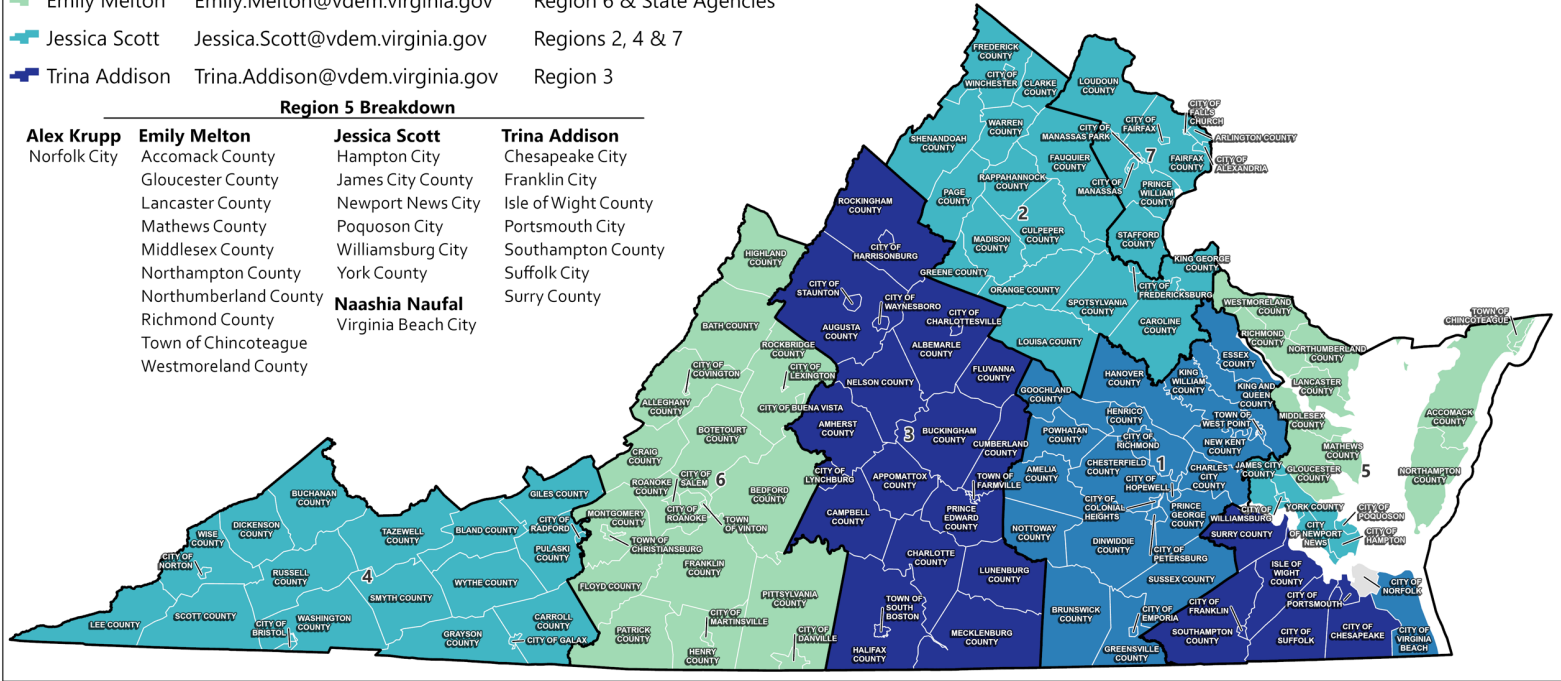 Emily Melton Emily.Melton@vdem.virginia.gov Region 6 & State Agencies
Jessica Scott Jessica.Scott@vdem.virginia.gov Regions 2, 4 & 7
Trina Addison Trina.Addison@vdem.virginia.gov Region 3
Region 5 Breakdown
Alex Krupp
Norfolk City
Emily Melton
Accomack County
Gloucester County
Lancaster County
Mathews County
Middlesex County
Northampton County
Northumberland County
Richmond County
Town of Chincoteague
Westmoreland County
Jessica Scott
Hampton City
James City County
Newport News City
Poquoson City
Williamsburg City
York County
Naashia Naufal
Virginia Beach City
Trina Addison
Chesapeake City
Franklin City
Isle of Wight County
Portsmouth City
Southampton County
Suffolk City
Surry County
FREDERICK
COUNTY
CITY OF
WINCHESTER
CLARKE
COUNTY
LOUDOUN
COUNTY
WARREN
COUNTY
SHENANDOAH
COUNTY
FAUQUIER
COUNTY
RAPPAHANNOCK
COUNTY
PAGE
COUNTY
2
CULPEPER
COUNTY
MADISON
COUNTY
GREENE COUNTY
ORANGE COUNTY
SPOTSYLVANIA
COUNTY
LOUISA COUNTY
CAROLINE
COUNTY
CITY OF
FREDERICKSBURG
KING GEORGE
COUNTY
CITY OF
FALLS
CHURCH
CITY OF
FAIRFAX
CITY OF
MANASSAS PARK
ARLINGTON COUNTY
7
FAIRFAX
COUNTY
CITY OF
ALEXANDRIA
CITY OF
MANASSAS
PRINCE
WILLIAM
COUNTY
STAFFORD
COUNTY
ROCKINGHAM
COUNTY
CITY OF
HARRISONBURG
CITY OF
STAUNTON
CITY OF
WAYNESBORO
CITY OF
CHARLOTTESVILLE
AUGUSTA
COUNTY
ALBEMARLE
COUNTY
FLUVANNA
COUNTY
NELSON COUNTY
AMHERST
COUNTY
3
BUCKINGHAM
COUNTY
CUMBERLAND
COUNTY
CITY OF
LYNCHBURG
APPOMATTOX
COUNTY
TOWN OF
FARMVILLE
CAMPBELL
COUNTY
PRINCE
EDWARD
COUNTY
CHARLOTTE
COUNTY
LUNENBURG
COUNTY
TOWN OF
SOUTH
BOSTON
HALIFAX
COUNTY
MECKLENBURG
COUNTY
HIGHLAND
COUNTY
BATH COUNTY
ROCKBRIDGE
COUNTY
CITY OF
COVINGTON
CITY OF
LEXINGTON
ALLEGHANY
COUNTY
CITY OF BUENA VISTA
BOTETOURT
COUNTY
CRAIG
COUNTY
ROANOKE
COUNTY
CITY OF
SALEM
6
BEDFORD
COUNTY
MONTGOMERY
COUNTY
CITY OF
ROANOKE
TOWN
OF VINTON
TOWN OF
CHRISTIANSBURG
FRANKLIN
COUNTY
FLOYD COUNTY
PITTSYLVANIA
COUNTY
CITY OF
MARTINSVILLE
PATRICK
COUNTY
CITY OF
DANVILLE
HENRY
COUNTY
GILES COUNTY
BUCHANAN
COUNTY
DICKENSON
COUNTY
WISE
COUNTY
TAZEWELL
COUNTY
BLAND COUNTY
CITY OF
RADFORD
PULASKI
COUNTY
CITY OF
NORTON
RUSSELL
COUNTY
4
WYTHE COUNTY
SMYTH COUNTY
SCOTT COUNTY
LEE COUNTY
WASHINGTON
COUNTY
CITY OF
BRISTOL
CARROLL
COUNTY
GRAYSON
COUNTY
CITY OF GALAX
GOOCHLAND
COUNTY
HANOVER
COUNTY
KING
WILLIAM
COUNTY
ESSEX
COUNTY
KING AND
QUEEN
COUNTY
HENRICO
COUNTY
TOWN OF
WEST POINT
POWHATAN
COUNTY
CITY OF
RICHMOND
NEW KENT
COUNTY
AMELIA
COUNTY
CHESTERFIELD
COUNTY
1
CHARLES
CITY
COUNTY
CITY OF
HOPEWELL
CITY OF
COLONIAL
HEIGHTS
PRINCE
GEORGE
COUNTY
NOTTOWAY
COUNTY
DINWIDDIE
COUNTY
CITY OF
PETERSBURG
SUSSEX COUNTY
BRUNSWICK
COUNTY
CITY OF
EMPORIA
GREENSVILLE
COUNTY
WESTMORELAND
COUNTY
RICHMOND
COUNTY
NORTHUMBERLAND
COUNTY
LANCASTER
COUNTY
MIDDLESEX
COUNTY
MATHEWS
COUNTY
GLOUCESTER
COUNTY
5
TOWN OF
CHINCOTEAGUE
ACCOMACK
COUNTY
NORTHAMPTON
COUNTY
JAMES CITY
COUNTY
YORK COUNTY
CITY OF
WILLIAMSBURG
CITY
OF NEWPORT
NEWS
CITY OF
POQUOSON
CITY OF
HAMPTON
SURRY COUNTY
ISLE OF
WIGHT
COUNTY
CITY OF
PORTSMOUTH
CITY OF
NORFOLK
CITY OF
FRANKLIN
SOUTHAMPTON
COUNTY
CITY OF
SUFFOLK
CITY OF
CHESAPEAKE
CITY OF
VIRGINIA
BEACH